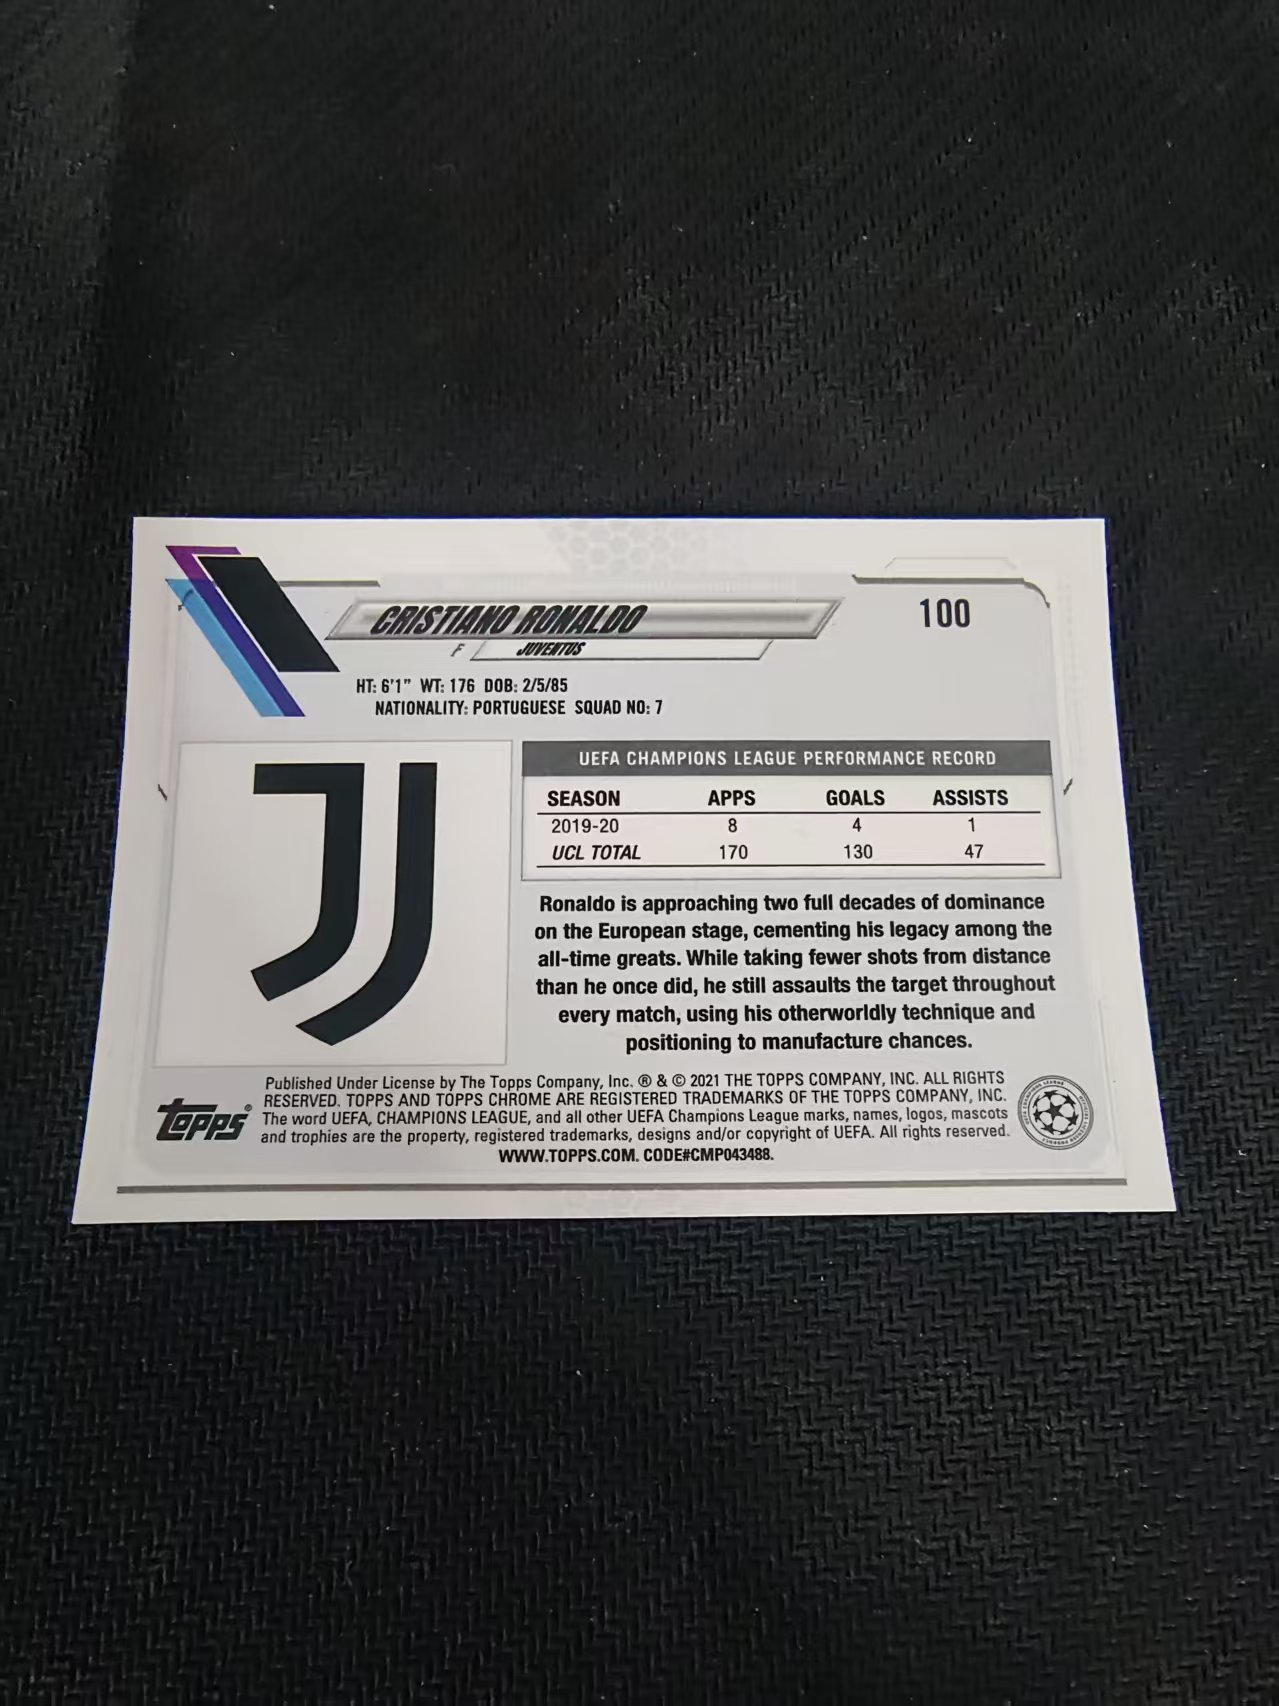 CRISTIANO RONALDO
100
F JUVENTUS
HT: 6'1" WT: 176 DOB: 2/5/85
NATIONALITY: PORTUGUESE SQUAD NO: 7
UEFA CHAMPIONS LEAGUE PERFORMANCE RECORD
SEASON APPS GOALS ASSISTS
2019-20 8 4 1
UCL TOTAL 170 130 47
Ronaldo is approaching two full decades of dominance
on the European stage, cementing his legacy among the
all-time greats. While taking fewer shots from distance
than he once did, he still assaults the target throughout
every match, using his otherworldly technique and
positioning to manufacture chances.
Published Under License by The Topps Company, Inc. ® & © 2021 THE TOPPS COMPANY, INC. ALL RIGHTS
RESERVED. TOPPS AND TOPPS CHROME ARE REGISTERED TRADEMARKS OF THE TOPPS COMPANY, INC.
The word UEFA, CHAMPIONS LEAGUE, and all other UEFA Champions League marks, names, logos, mascots
and trophies are the property, registered trademarks, designs and/or copyright of UEFA. All rights reserved.
WWW.TOPPS.COM. CODE#CMP043488.
TOPPS®